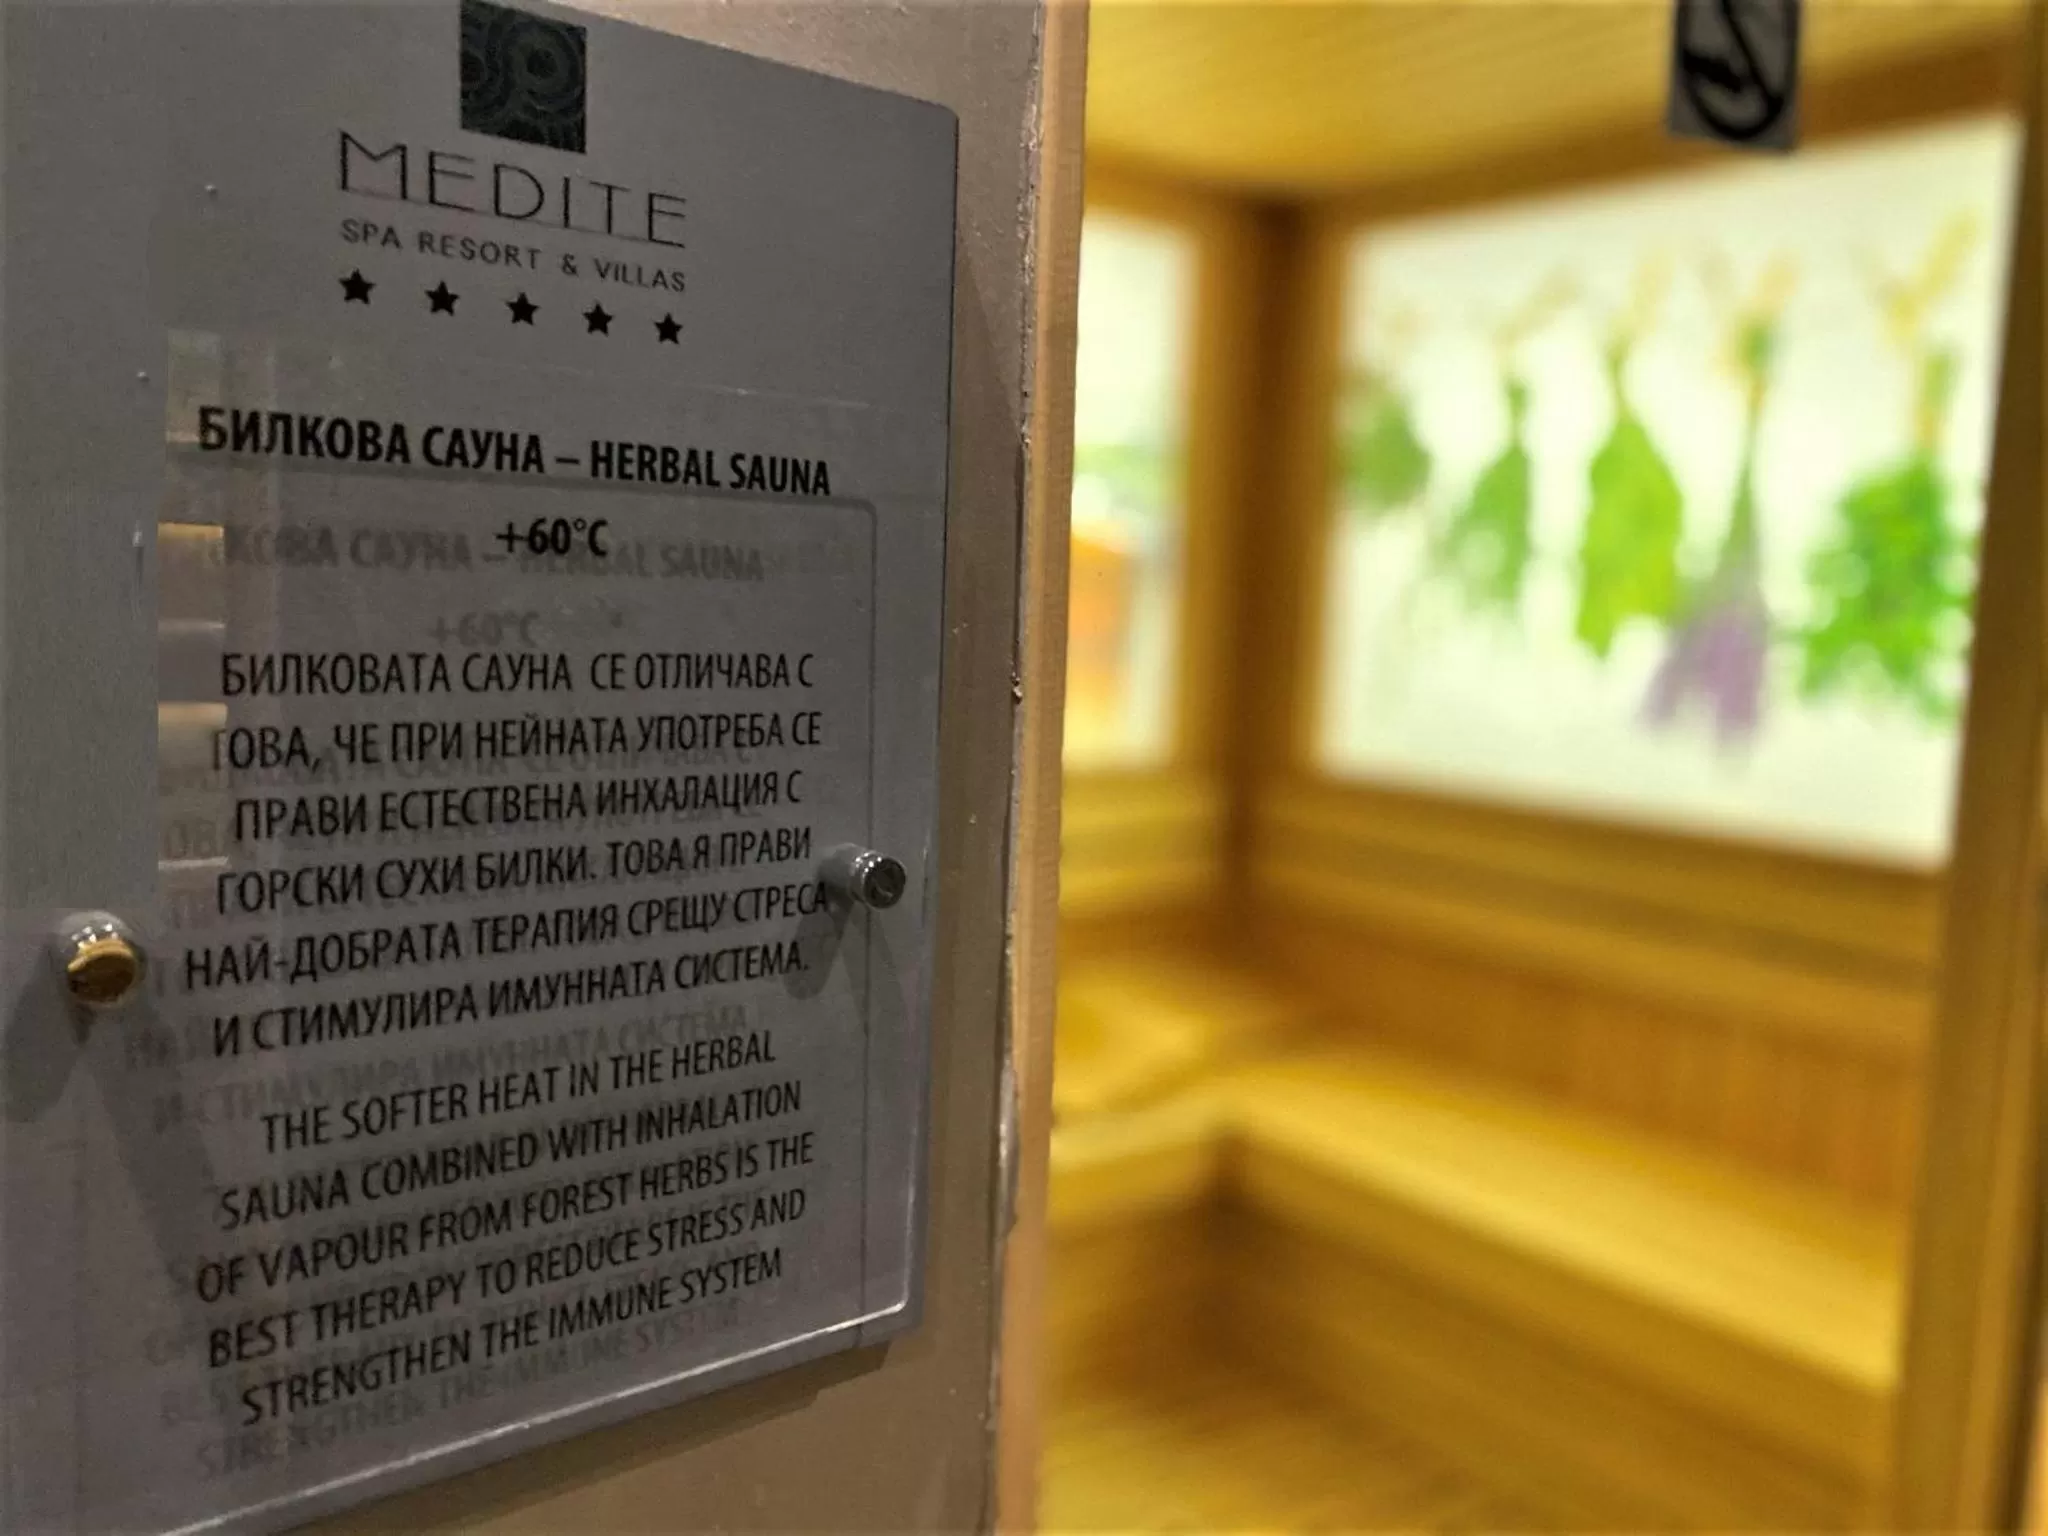 MEDITE
SPA RESORT & VILLAS
БИЛКОВА САУНА – HERBAL SAUNA
+60°C
БИЛКОВАТА САУНА СЕ ОТЛИЧАВА С
ТОВА, ЧЕ ПРИ НЕЙНАТА УПОТРЕБА СЕ
ПРАВИ ЕСТЕСТВЕНА ИНХАЛАЦИЯ С
ГОРСКИ СУХИ БИЛКИ. ТОВА Я ПРАВИ
НАЙ-ДОБРАТА ТЕРАПИЯ СРЕЩУ СТРЕСА
И СТИМУЛИРА ИМУННАТА СИСТЕМА.
THE SOFTER HEAT IN THE HERBAL
SAUNA COMBINED WITH INHALATION
OF VAPOUR FROM FOREST HERBS IS THE
BEST THERAPY TO REDUCE STRESS AND
STRENGTHEN THE IMMUNE SYSTEM